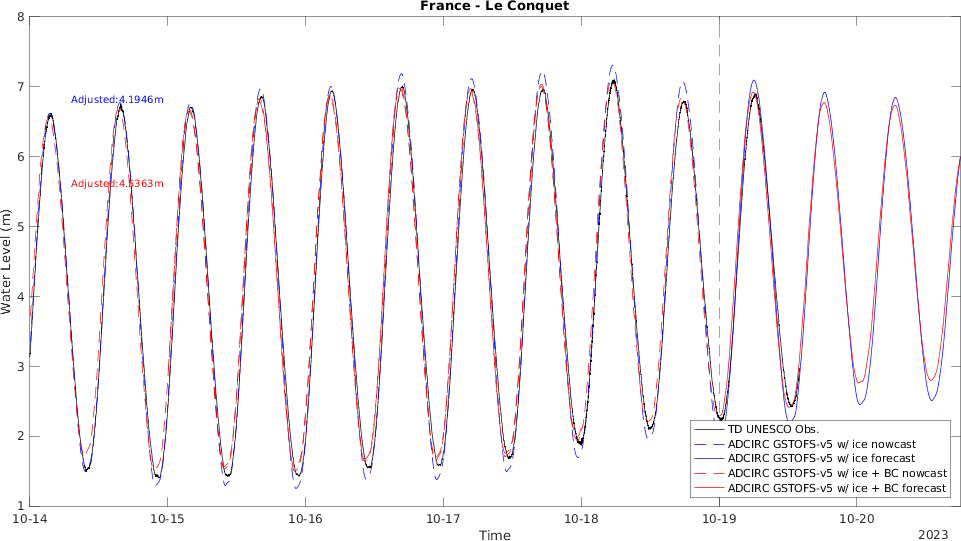 France - Le Conquet
8
7
6
5
4
3
2
1
Water Level (m)
Adjusted:4.1946m
Adjusted:4.5363m
TD UNESCO Obs.
ADCIRC GSTOFS-v5 w/ ice nowcast
ADCIRC GSTOFS-v5 w/ ice forecast
ADCIRC GSTOFS-v5 w/ ice + BC nowcast
ADCIRC GSTOFS-v5 w/ ice + BC forecast
10-14 10-15 10-16 10-17 10-18 10-19 10-20
Time
2023